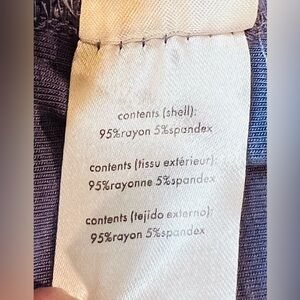 contents (shell):
95%rayon 5%spandex
contents (tissu extérieur):
95%rayonne 5%spandex
contents (tejido externo):
95%rayon 5%spandex